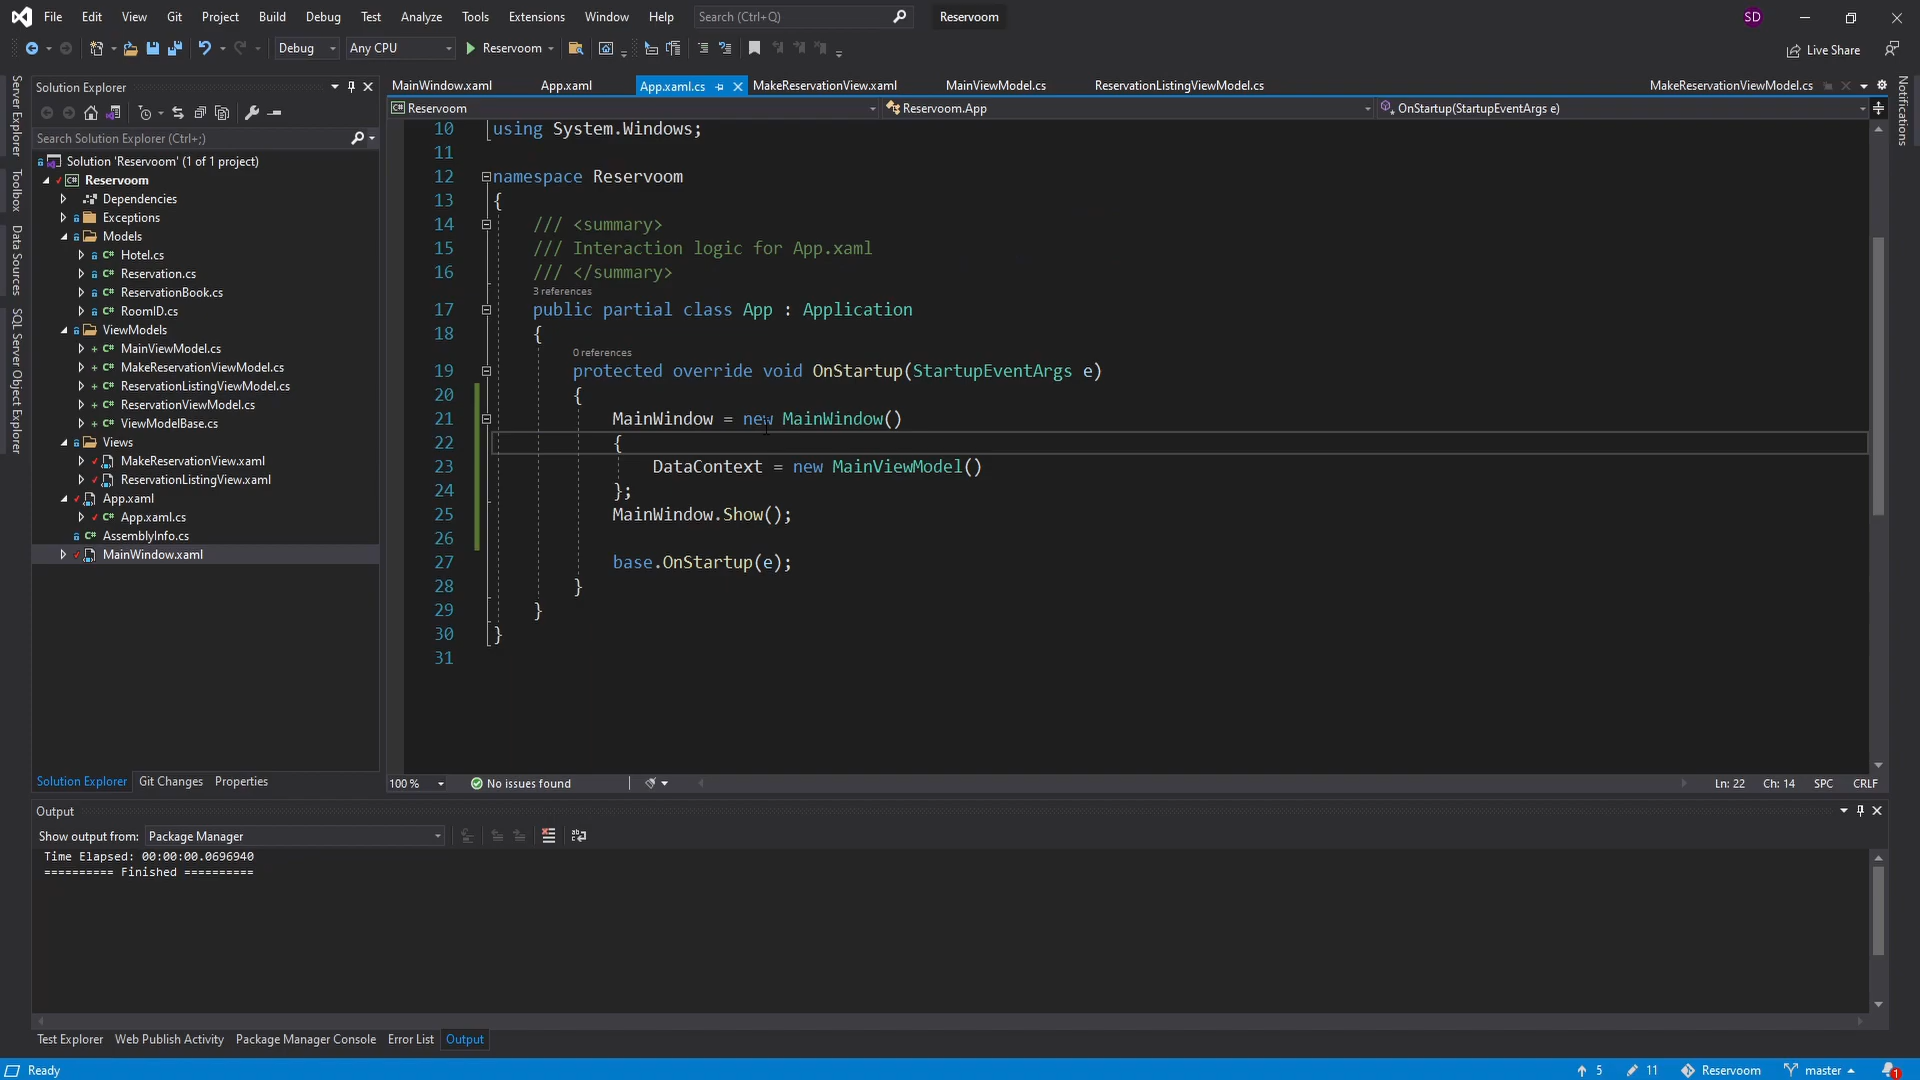 File Edit View Git Project Build Debug Test Analyze Tools Extensions Window Help Search (Ctrl+Q) Reservoom SD
Debug Any CPU Reservoom Live Share
Server Explorer
Toolbox
Data Sources
SQL Server Object Explorer
Solution Explorer
Search Solution Explorer (Ctrl+;)
Solution 'Reservoom' (1 of 1 project)
C# Reservoom
Dependencies
Exceptions
Models
C# Hotel.cs
C# Reservation.cs
C# ReservationBook.cs
C# RoomID.cs
ViewModels
C# MainViewModel.cs
C# MakeReservationViewModel.cs
C# ReservationListingViewModel.cs
C# ReservationViewModel.cs
C# ViewModelBase.cs
Views
MakeReservationView.xaml
ReservationListingView.xaml
App.xaml
C# App.xaml.cs
C# AssemblyInfo.cs
MainWindow.xaml
Solution Explorer Git Changes Properties
MainWindow.xaml App.xaml App.xaml.cs MakeReservationView.xaml MainViewModel.cs ReservationListingViewModel.cs MakeReservationViewModel.cs
C# Reservoom Reservoom.App OnStartup(StartupEventArgs e)
10 using System.Windows;
11
12 namespace Reservoom
13 {
14 /// <summary>
15 /// Interaction logic for App.xaml
16 /// </summary>
3 references
17 public partial class App : Application
18 {
0 references
19 protected override void OnStartup(StartupEventArgs e)
20 {
21 MainWindow = new MainWindow()
22 {
23 DataContext = new MainViewModel()
24 };
25 MainWindow.Show();
26
27 base.OnStartup(e);
28 }
29 }
30 }
31
100 % No issues found Ln: 22 Ch: 14 SPC CRLF
Notifications
Output
Show output from: Package Manager
Time Elapsed: 00:00:00.0696940
========== Finished ==========
Test Explorer Web Publish Activity Package Manager Console Error List Output
Ready 5 11 Reservoom master 1